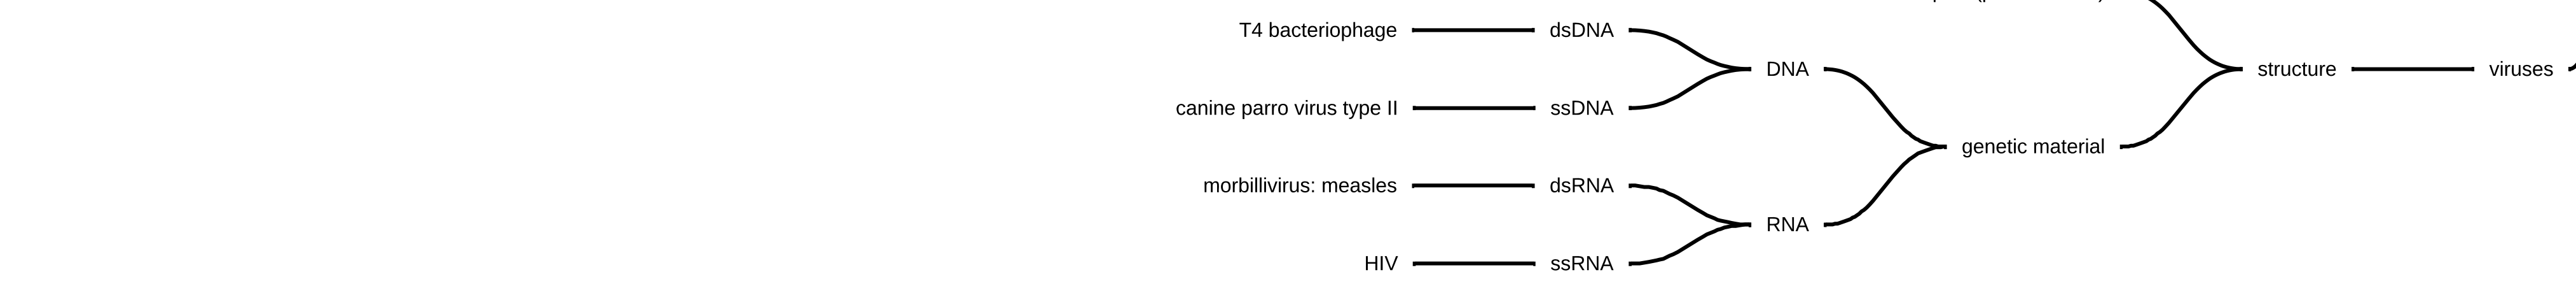 T4 bacteriophage dsDNA
DNA structure viruses
canine parro virus type II ssDNA
genetic material
morbillivirus: measles dsRNA
RNA
HIV ssRNA